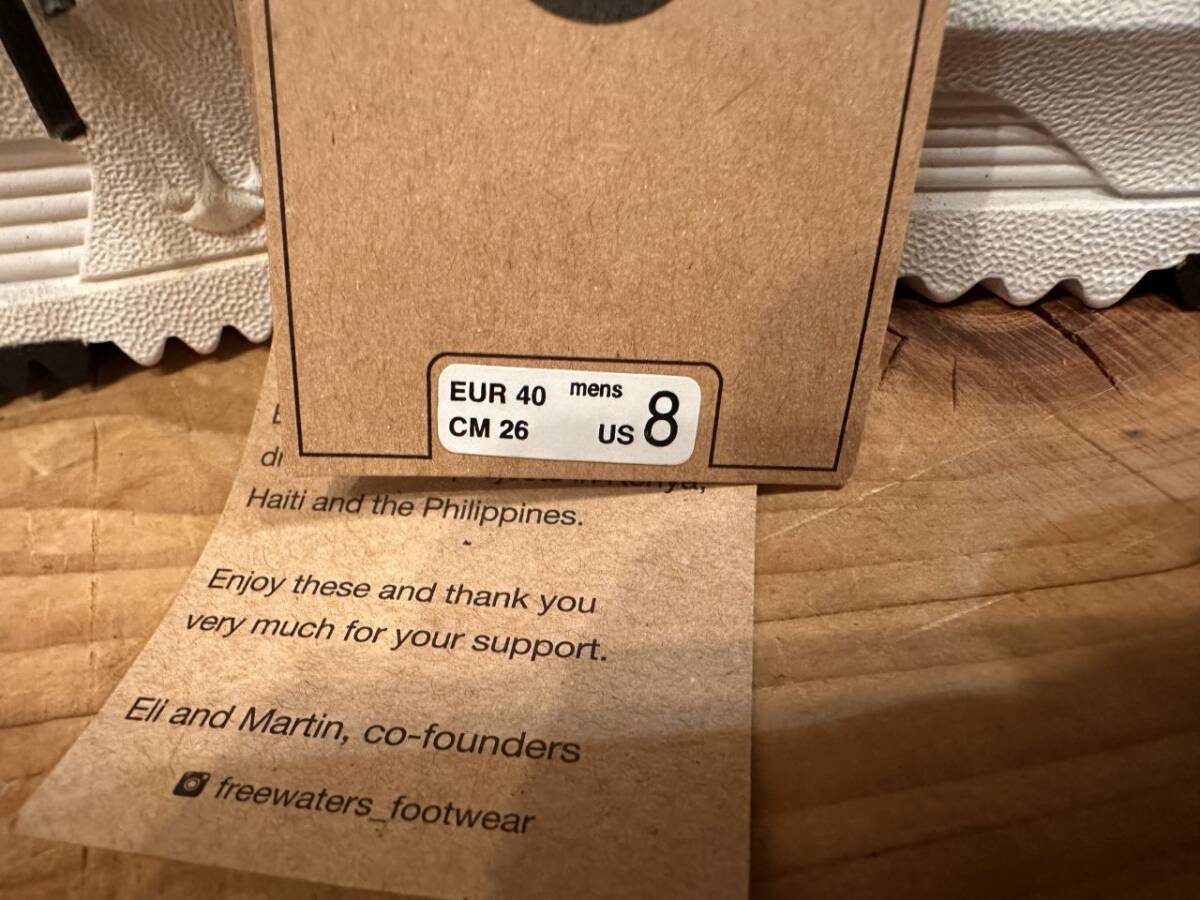 EUR 40 mens
CM 26 US 8
Haiti and the Philippines.
Enjoy these and thank you
very much for your support.
Eli and Martin, co-founders
freewaters_footwear